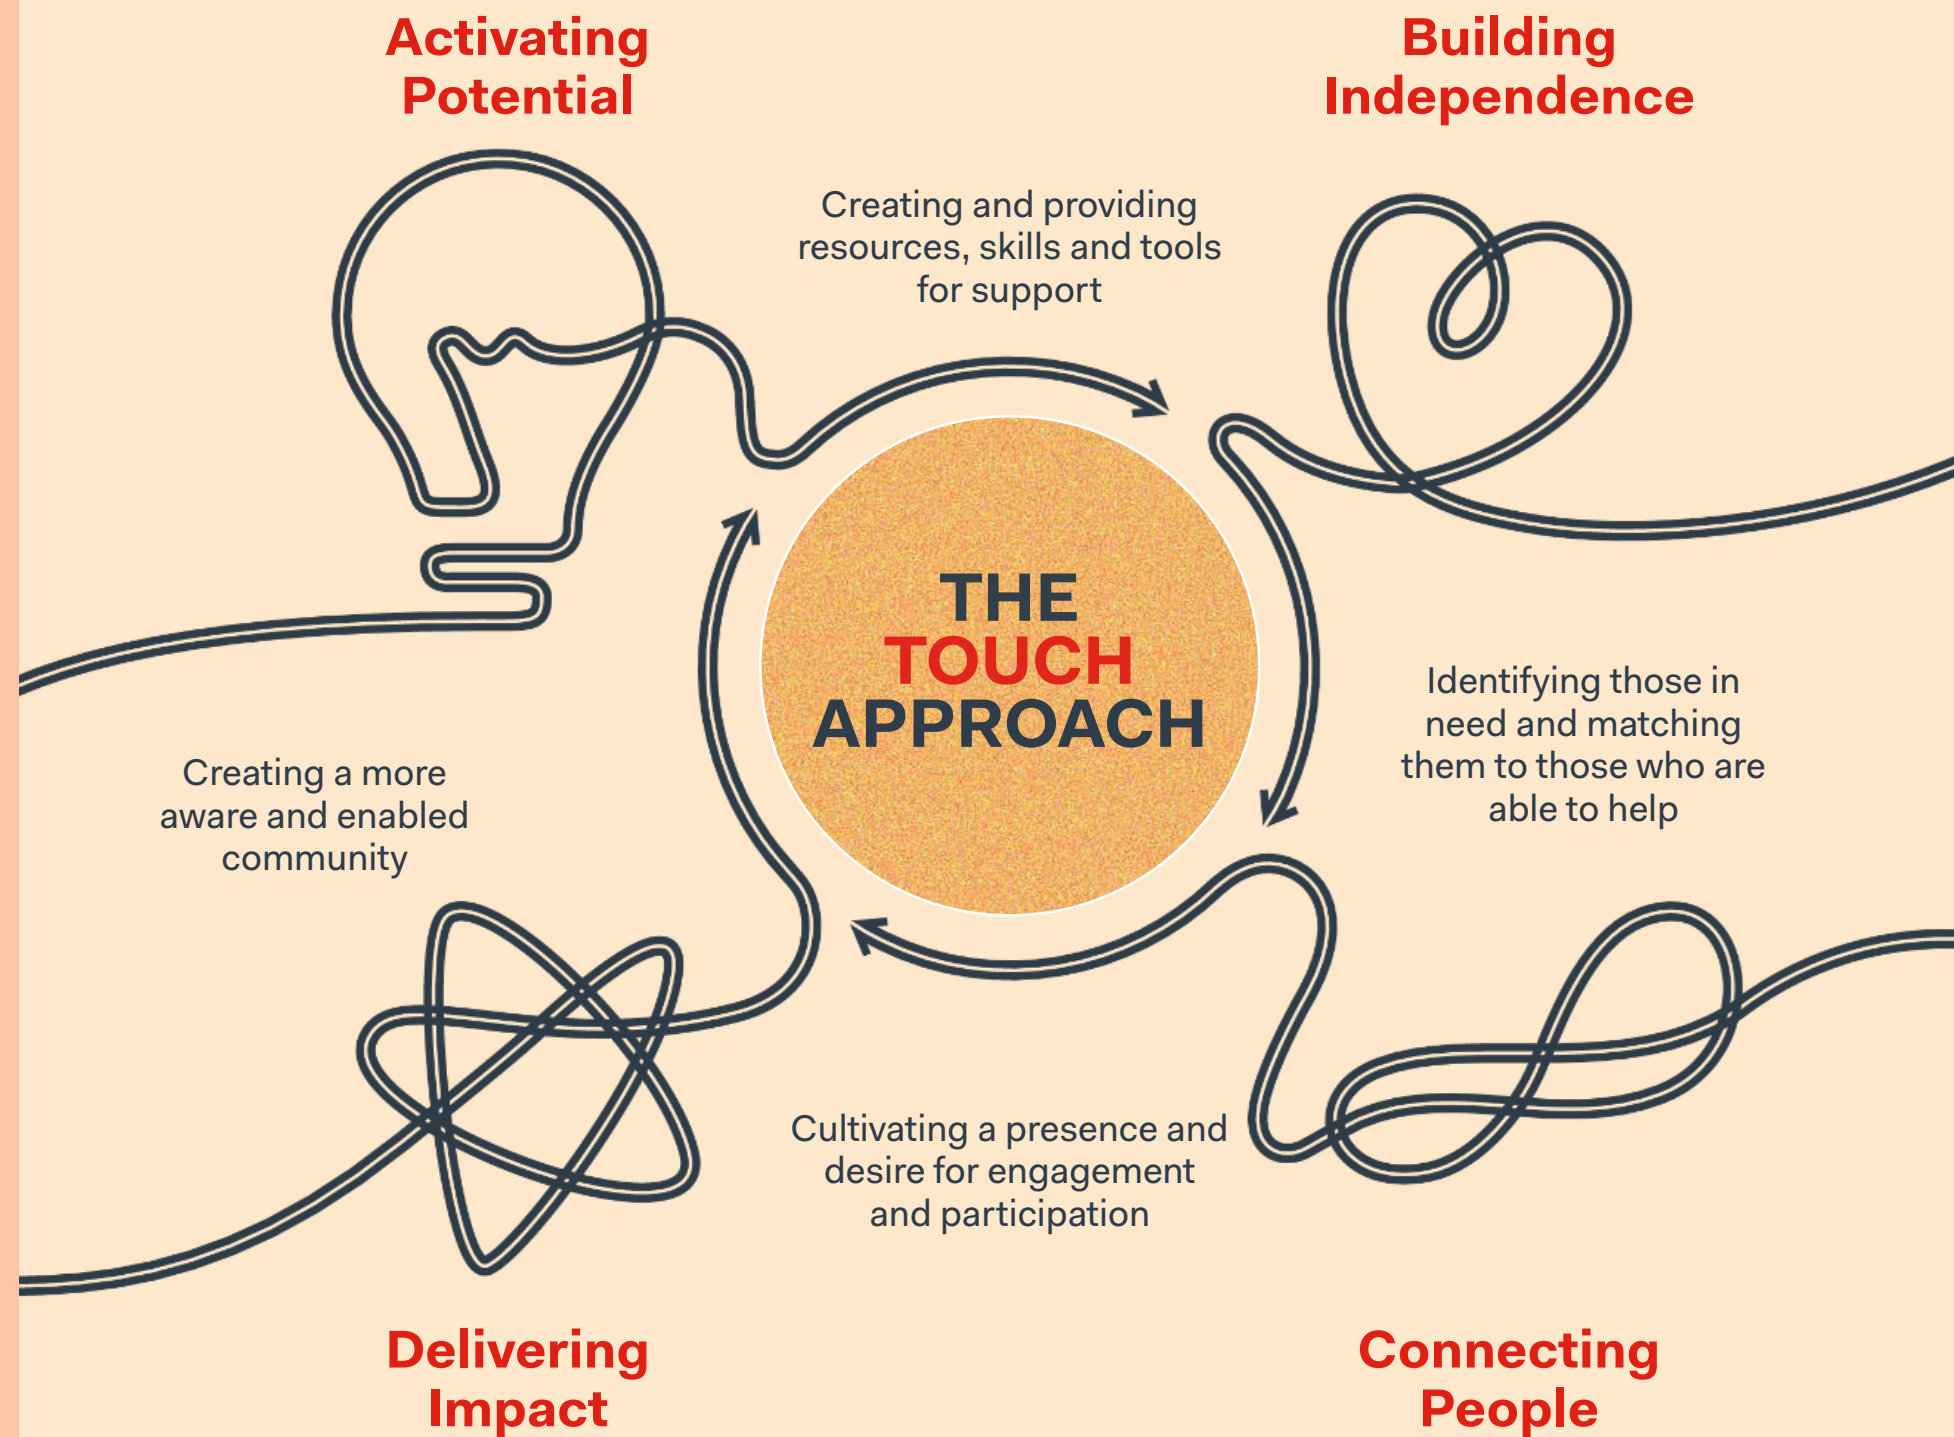 Activating
Potential
Building
Independence
Creating and providing
resources, skills and tools
for support
THE
TOUCH
APPROACH
Identifying those in
need and matching
them to those who are
able to help
Creating a more
aware and enabled
community
Cultivating a presence and
desire for engagement
and participation
Delivering
Impact
Connecting
People